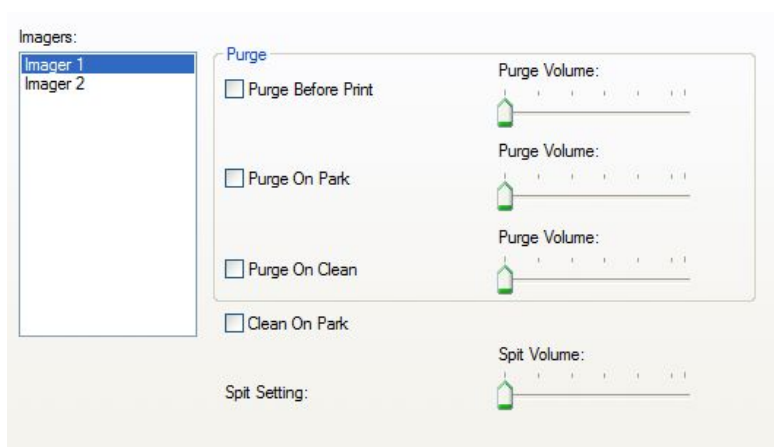 Imagers:
Imager 1
Imager 2
Purge
Purge Before Print
Purge Volume:
Purge On Park
Purge Volume:
Purge On Clean
Purge Volume:
Clean On Park
Spit Setting:
Spit Volume: